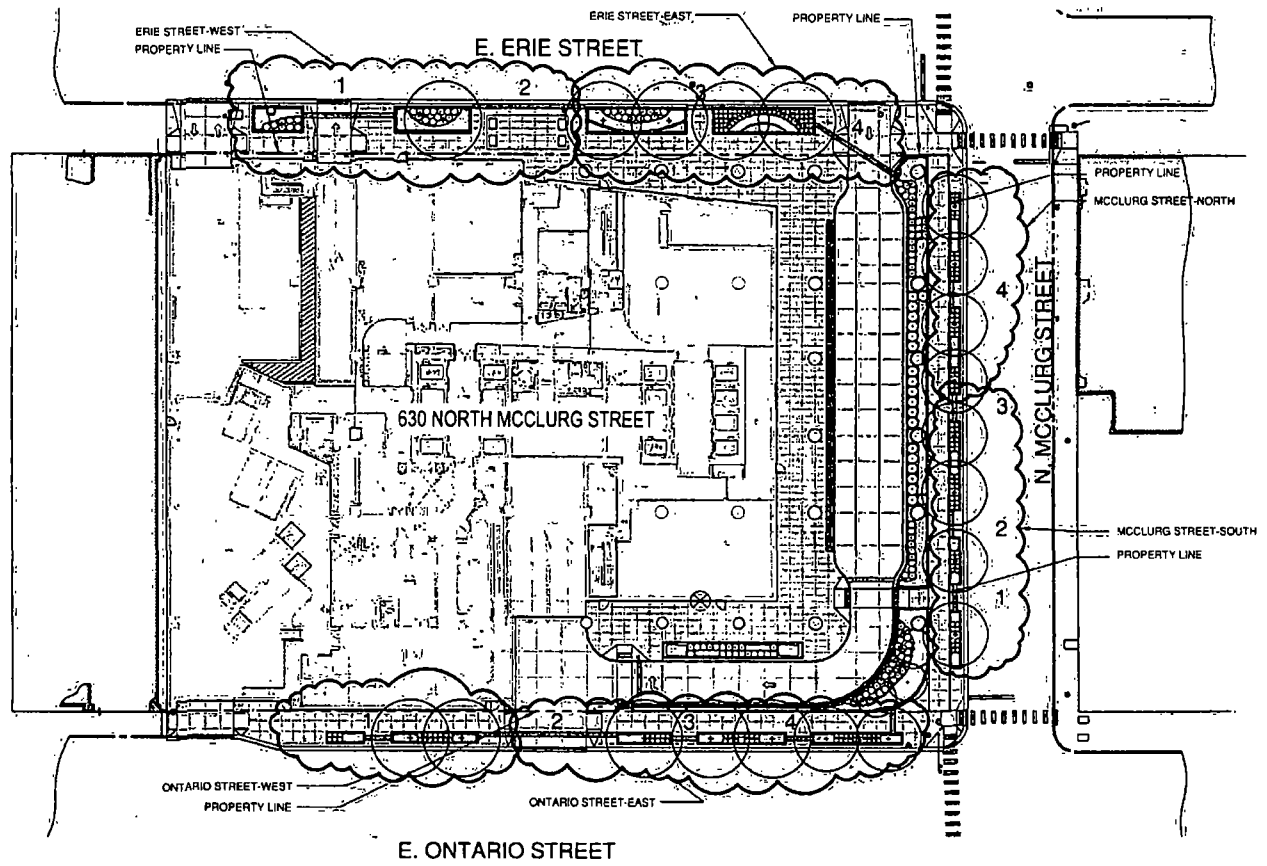 ERIE STREET-EAST
PROPERTY LINE
ERIE STREET-WEST
PROPERTY LINE
E. ERIE STREET
1
2
3
4
PROPERTY LINE
MCCLURG STREET-NORTH
4
N. MCCLURG STREET
3
630 NORTH MCCLURG STREET
2
MCCLURG STREET-SOUTH
PROPERTY LINE
1
2
3
4
ONTARIO STREET-WEST
PROPERTY LINE
ONTARIO STREET-EAST
E. ONTARIO STREET